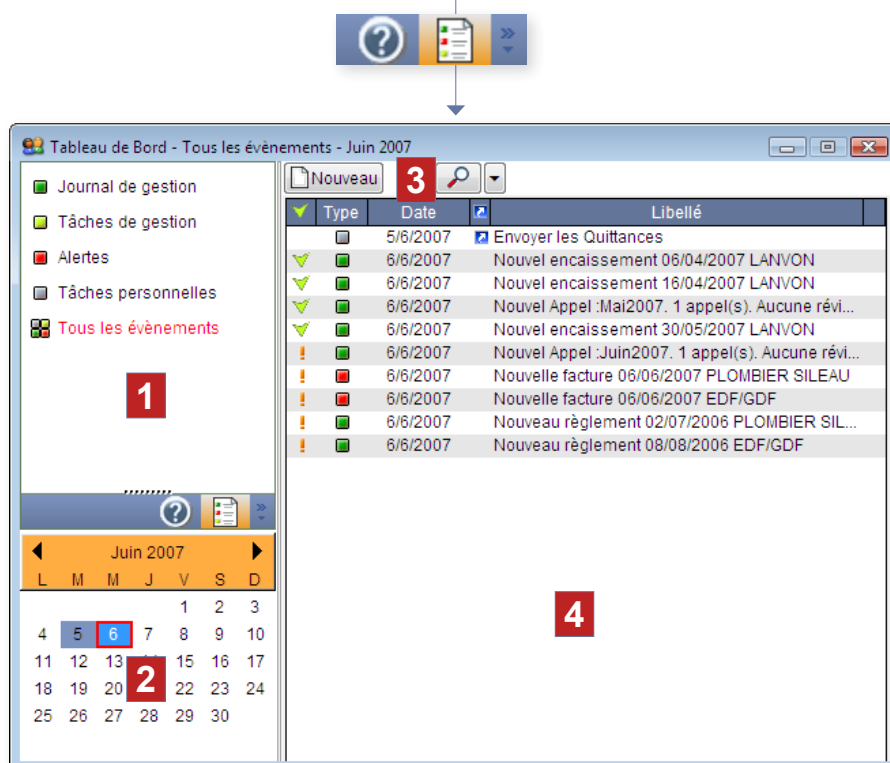 Tableau de Bord - Tous les évènements - Juin 2007
Journal de gestion
Tâches de gestion
Alertes
Tâches personnelles
Tous les évènements
1
Nouveau
3
Type Date Libellé
5/6/2007 Envoyer les Quittances
6/6/2007 Nouvel encaissement 06/04/2007 LANVON
6/6/2007 Nouvel encaissement 16/04/2007 LANVON
6/6/2007 Nouvel Appel :Mai2007. 1 appel(s). Aucune révi...
6/6/2007 Nouvel encaissement 30/05/2007 LANVON
6/6/2007 Nouvel Appel :Juin2007. 1 appel(s). Aucune révi...
6/6/2007 Nouvelle facture 06/06/2007 PLOMBIER SILEAU
6/6/2007 Nouvelle facture 06/06/2007 EDF/GDF
6/6/2007 Nouveau règlement 02/07/2006 PLOMBIER SIL...
6/6/2007 Nouveau règlement 08/08/2006 EDF/GDF
Juin 2007
L M M J V S D
1 2 3
4 5 6 7 8 9 10
11 12 13 15 16 17
18 19 20 22 23 24
25 26 27 28 29 30
2
4